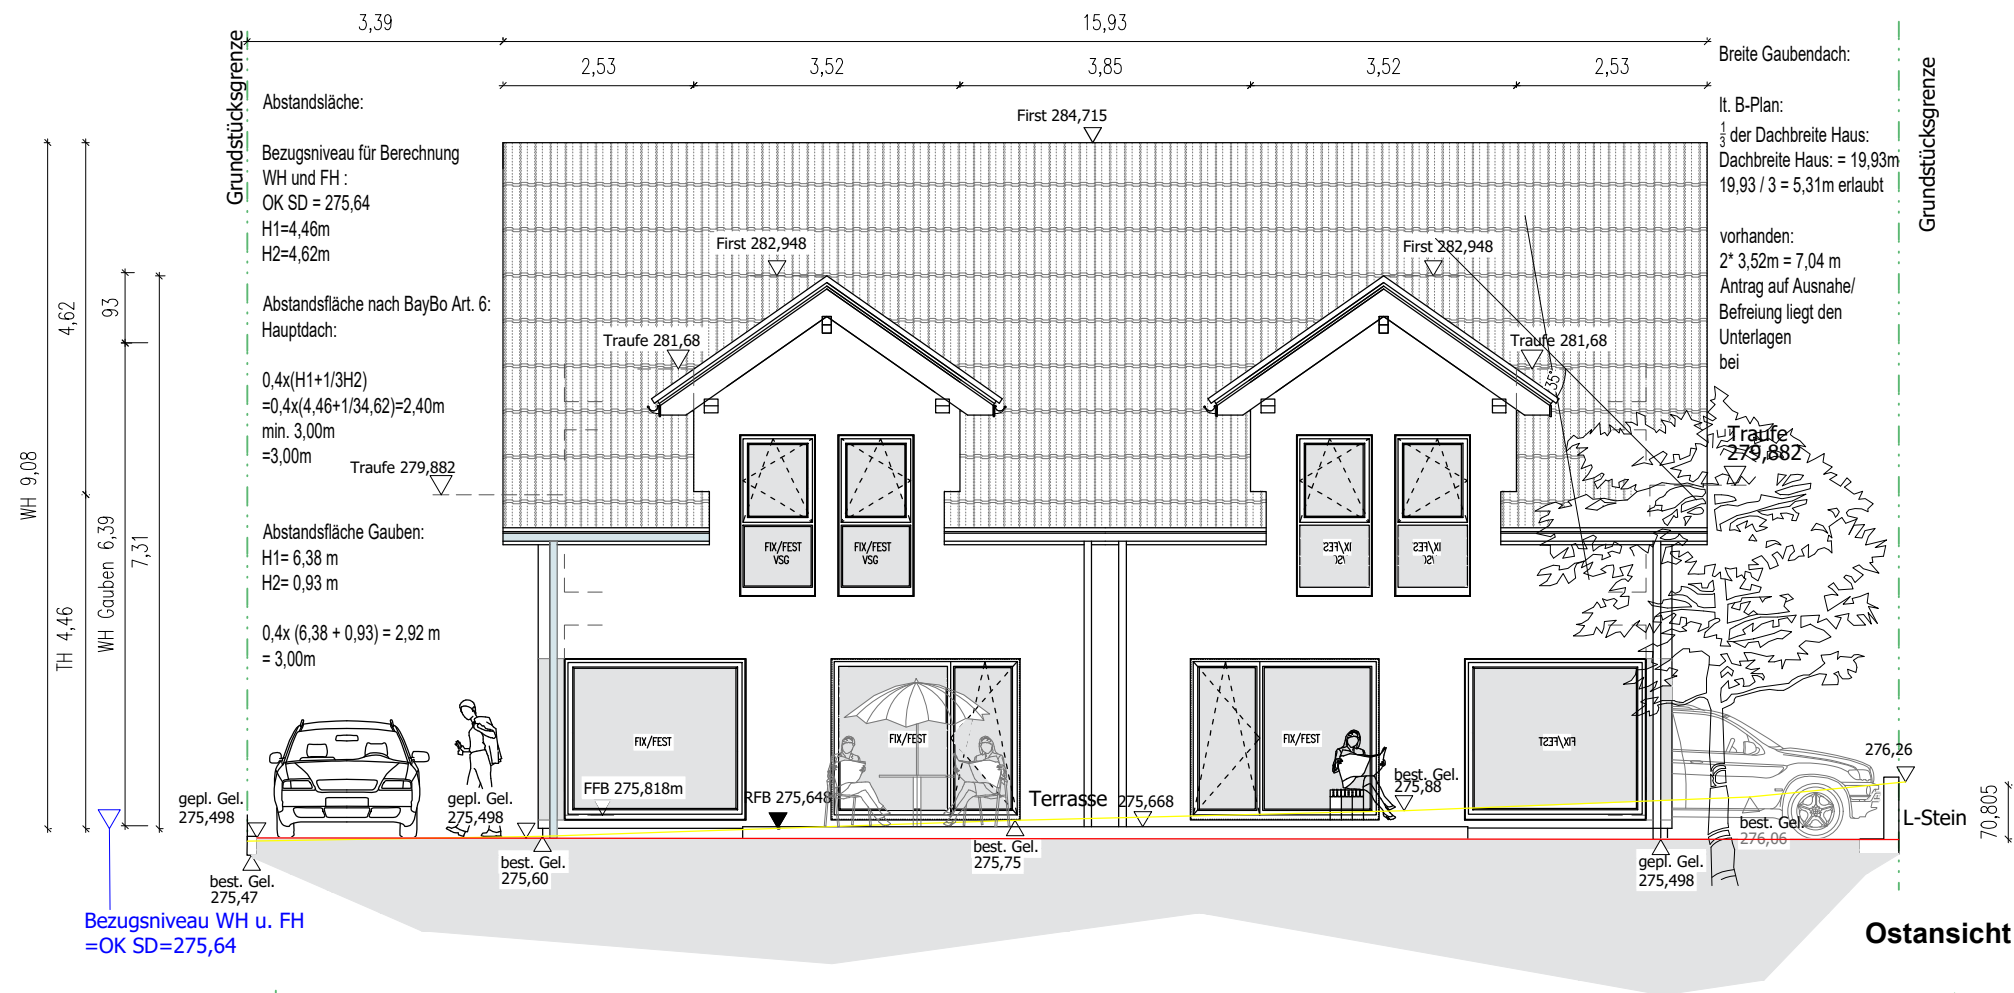 3,39
15,93
2,53
3,52
3,85
3,52
2,53
Grundstücksgrenze
Grundstücksgrenze
Abstandsläche:
Bezugsniveau für Berechnung
WH und FH :
OK SD = 275,64
H1=4,46m
H2=4,62m
Abstandsfläche nach BayBo Art. 6:
Hauptdach:
0,4x(H1+1/3H2)
=0,4x(4,46+1/34,62)=2,40m
min. 3,00m
=3,00m
Abstandsfläche Gauben:
H1= 6,38 m
H2= 0,93 m
0,4x (6,38 + 0,93) = 2,92 m
= 3,00m
Breite Gaubendach:
lt. B-Plan:
1/3 der Dachbreite Haus:
Dachbreite Haus: = 19,93m
19,93 / 3 = 5,31m erlaubt
vorhanden:
2* 3,52m = 7,04 m
Antrag auf Ausnahe/
Befreiung liegt den
Unterlagen
bei
First 284,715
First 282,948
First 282,948
Traufe 281,68
Traufe 281,68
35°
Traufe 279,882
Traufe
279,882
WH 9,08
4,62
TH 4,46
93
WH Gauben 6,39
7,31
FIX/FEST
VSG
FIX/FEST
VSG
IX/FES
SC
IX/FES
SC
FIX/FEST
FIX/FEST
FIX/FEST
FIX/FEST
FFB 275,818m
RFB 275,648
Terrasse
275,668
best. Gel.
275,88
276,26
L-Stein
70,805
gepl. Gel.
275,498
gepl. Gel.
275,498
best. Gel.
275,47
best. Gel.
275,60
best. Gel.
275,75
gepl. Gel.
275,498
best. Gel.
276,06
Bezugsniveau WH u. FH
=OK SD=275,64
Ostansicht